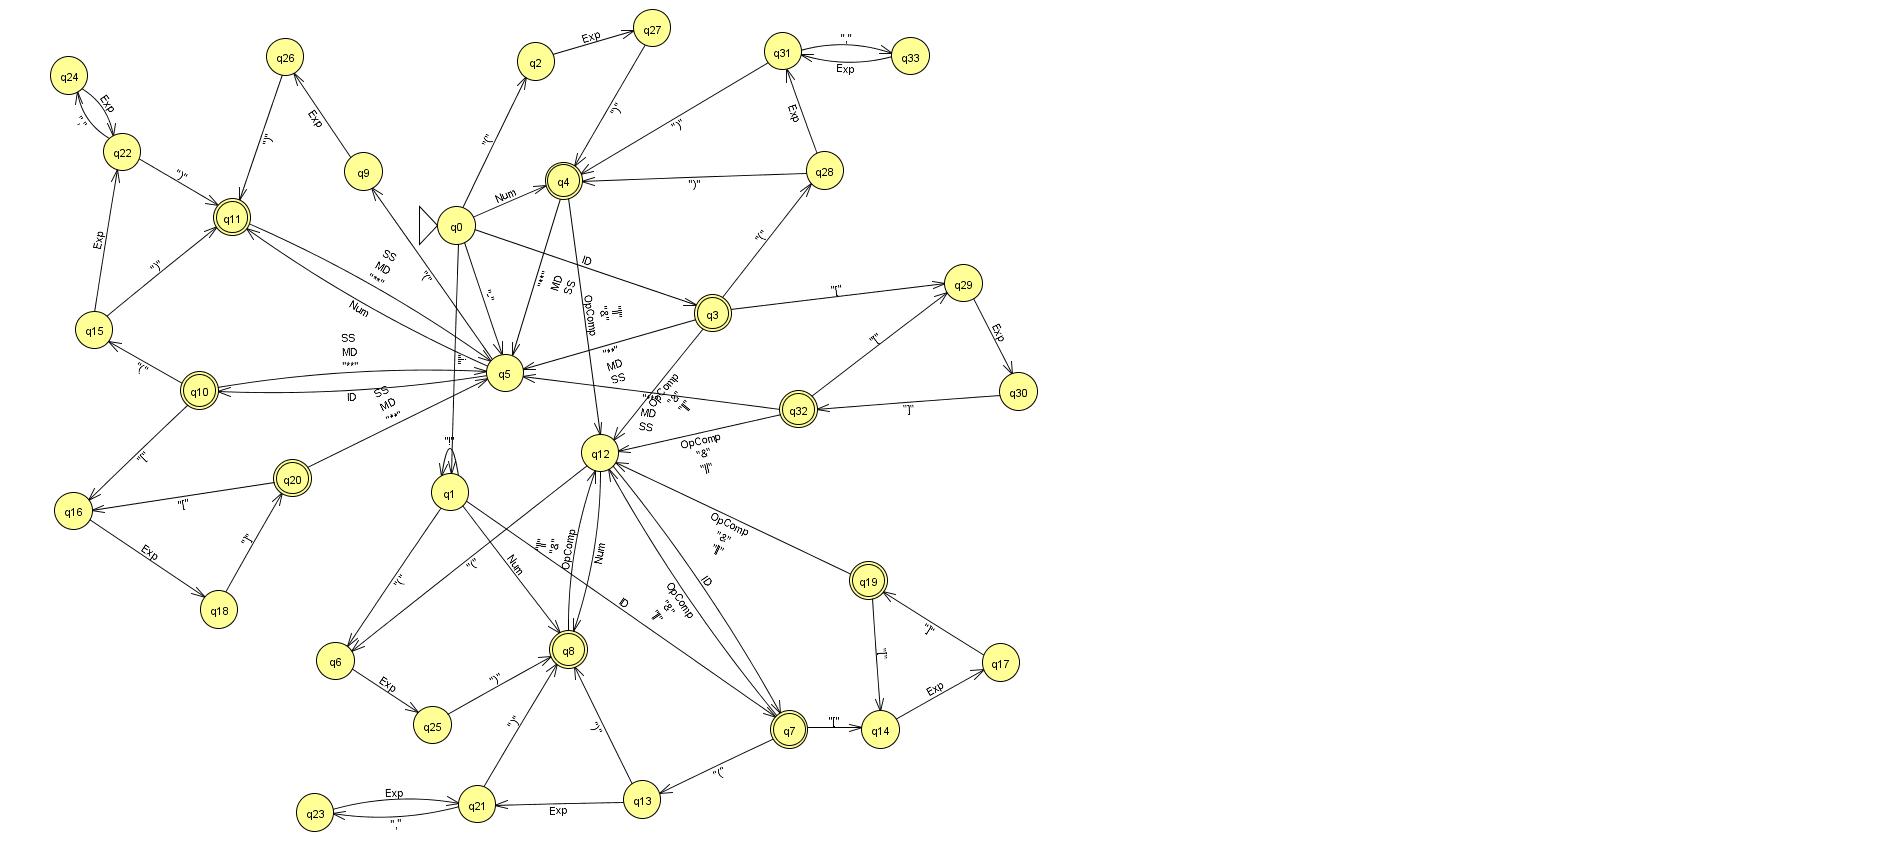 q27
Exp
q31
","
q33
q26
q2
Exp
q24
Exp
","
Exp
")"
Exp
")"
")"
"("
q22
")"
q9
Num
q4
")"
q28
q11
q0
"("
Exp
")"
SS
MD
"**"
"("
ID
"**"
MD
SS
"-"
q29
"["
Num
OpComp
"&"
"||"
q3
q15
Exp
SS
MD
"**"
"!"
"**"
MD
SS
"["
"("
q5
q10
ID
SS
MD
"**"
OpComp
"&"
"||"
"**"
MD
SS
q32
"]"
q30
"!"
OpComp
"&"
"||"
"["
q12
q20
q1
q16
"["
OpComp
"&"
"||"
Exp
"]"
"("
Num
"("
OpComp
"&"
"||"
Num
ID
q19
q18
ID
OpComp
"&"
"||"
"]"
q6
q8
"["
q17
Exp
")"
Exp
q25
")"
")"
q7
"["
q14
"("
Exp
q23
","
q21
Exp
q13